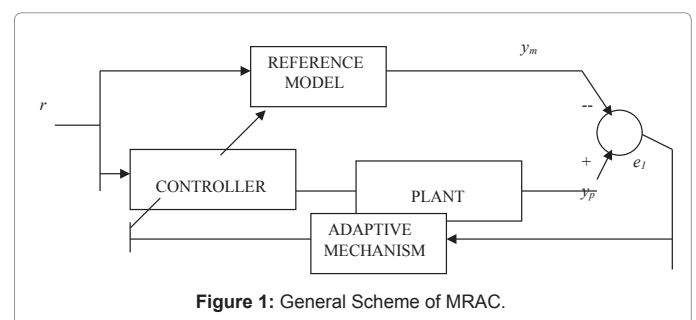 REFERENCE
MODEL
y_m
r
--
+
e_1
CONTROLLER
PLANT
y_p
ADAPTIVE
MECHANISM
Figure 1: General Scheme of MRAC.